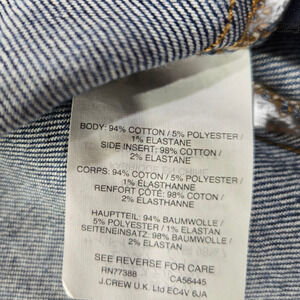 BODY: 94% COTTON / 5% POLYESTER /
1% ELASTANE
SIDE INSERT: 98% COTTON /
2% ELASTANE
CORPS: 94% COTON / 5% POLYESTER /
1% ÉLASTHANNE
RENFORT CÔTÉ: 98% COTON /
2% ÉLASTHANNE
HAUPTTEIL: 94% BAUMWOLLE /
5% POLYESTER / 1% ELASTAN
SEITENEINSATZ: 98% BAUMWOLLE /
2% ELASTAN
SEE REVERSE FOR CARE
RN77388 CA56445
J.CREW U.K. Ltd EC4V 6JA